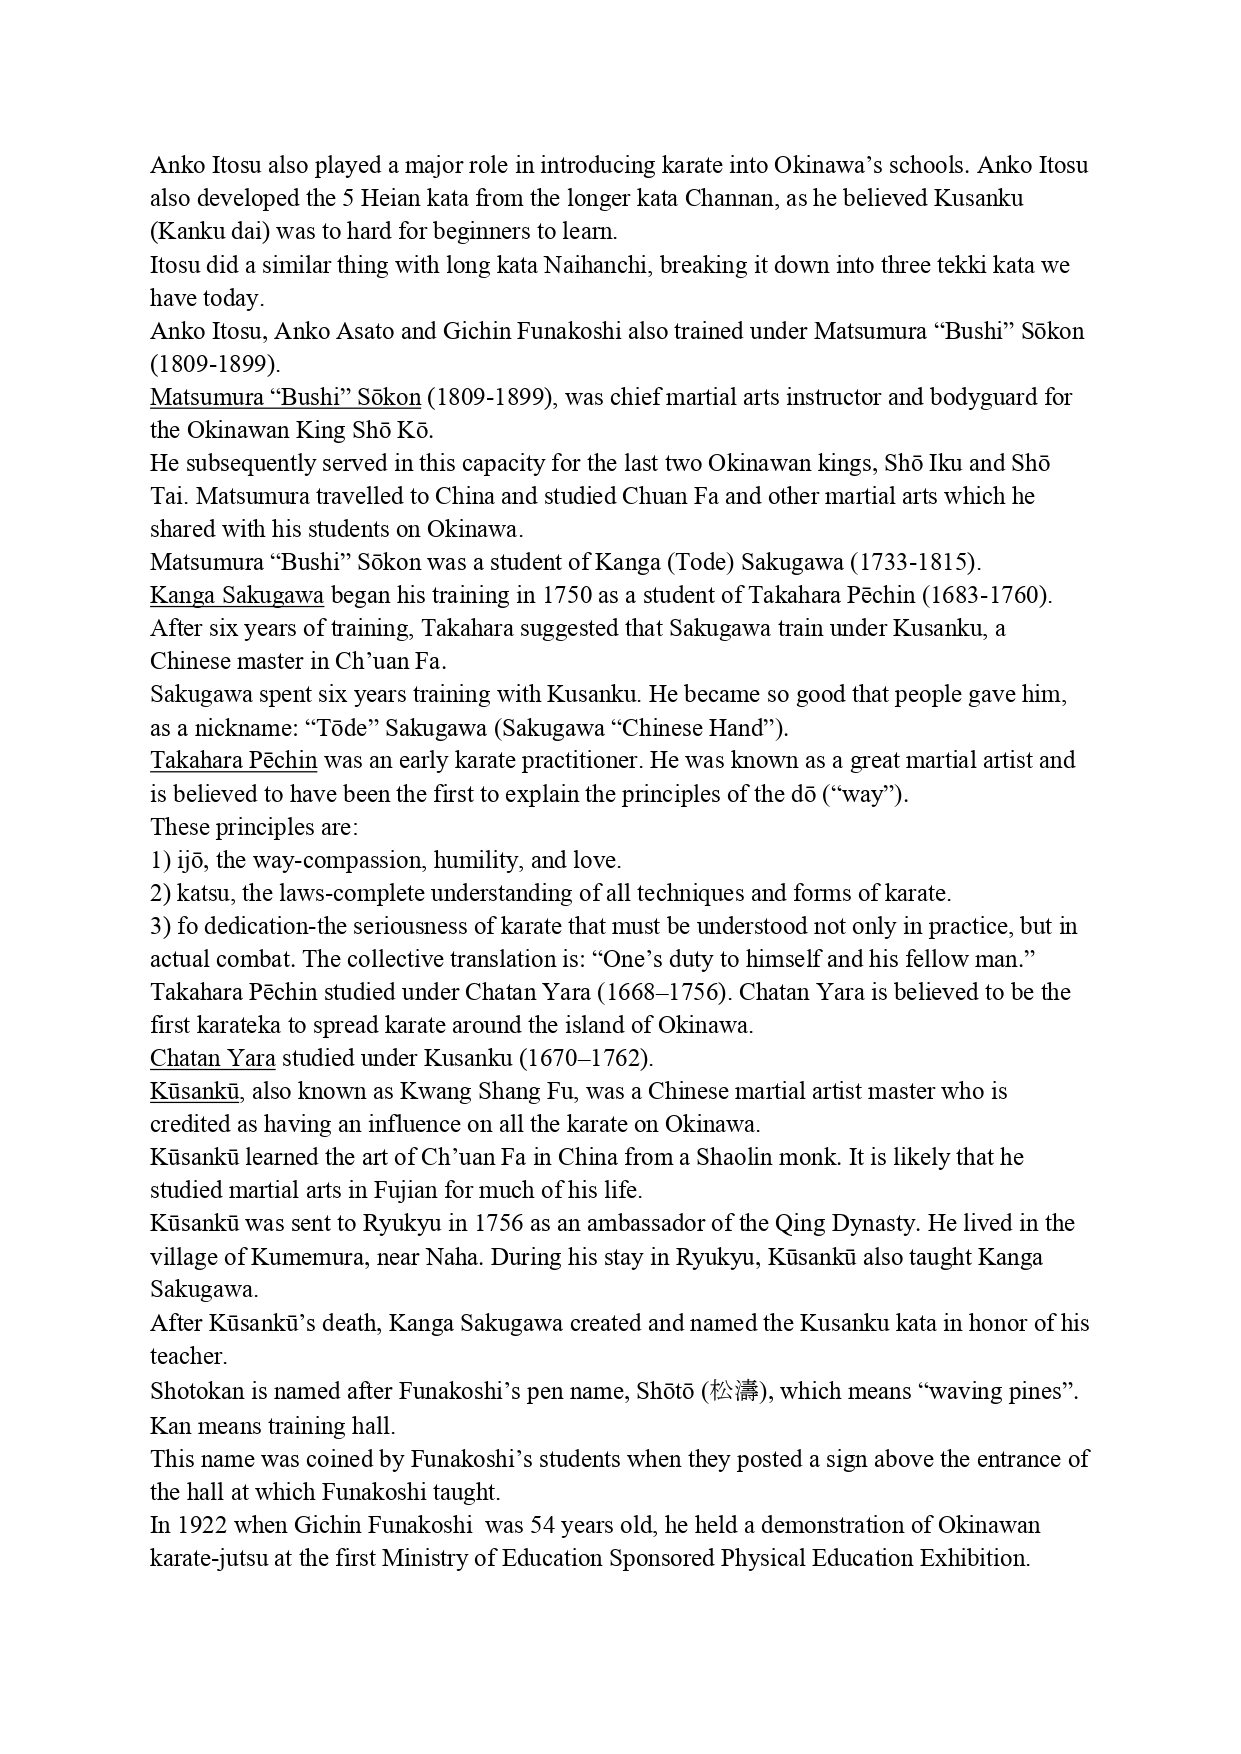 Anko Itosu also played a major role in introducing karate into Okinawa’s schools. Anko Itosu
also developed the 5 Heian kata from the longer kata Channan, as he believed Kusanku
(Kanku dai) was to hard for beginners to learn.
Itosu did a similar thing with long kata Naihanchi, breaking it down into three tekki kata we
have today.
Anko Itosu, Anko Asato and Gichin Funakoshi also trained under Matsumura “Bushi” Sōkon
(1809-1899).
Matsumura “Bushi” Sōkon (1809-1899), was chief martial arts instructor and bodyguard for
the Okinawan King Shō Kō.
He subsequently served in this capacity for the last two Okinawan kings, Shō Iku and Shō
Tai. Matsumura travelled to China and studied Chuan Fa and other martial arts which he
shared with his students on Okinawa.
Matsumura “Bushi” Sōkon was a student of Kanga (Tode) Sakugawa (1733-1815).
Kanga Sakugawa began his training in 1750 as a student of Takahara Pēchin (1683-1760).
After six years of training, Takahara suggested that Sakugawa train under Kusanku, a
Chinese master in Ch’uan Fa.
Sakugawa spent six years training with Kusanku. He became so good that people gave him,
as a nickname: “Tōde” Sakugawa (Sakugawa “Chinese Hand”).
Takahara Pēchin was an early karate practitioner. He was known as a great martial artist and
is believed to have been the first to explain the principles of the dō (“way”).
These principles are:
1) ijō, the way-compassion, humility, and love.
2) katsu, the laws-complete understanding of all techniques and forms of karate.
3) fo dedication-the seriousness of karate that must be understood not only in practice, but in
actual combat. The collective translation is: “One’s duty to himself and his fellow man.”
Takahara Pēchin studied under Chatan Yara (1668–1756). Chatan Yara is believed to be the
first karateka to spread karate around the island of Okinawa.
Chatan Yara studied under Kusanku (1670–1762).
Kūsankū, also known as Kwang Shang Fu, was a Chinese martial artist master who is
credited as having an influence on all the karate on Okinawa.
Kūsankū learned the art of Ch’uan Fa in China from a Shaolin monk. It is likely that he
studied martial arts in Fujian for much of his life.
Kūsankū was sent to Ryukyu in 1756 as an ambassador of the Qing Dynasty. He lived in the
village of Kumemura, near Naha. During his stay in Ryukyu, Kūsankū also taught Kanga
Sakugawa.
After Kūsankū’s death, Kanga Sakugawa created and named the Kusanku kata in honor of his
teacher.
Shotokan is named after Funakoshi’s pen name, Shōtō (松濤), which means “waving pines”.
Kan means training hall.
This name was coined by Funakoshi’s students when they posted a sign above the entrance of
the hall at which Funakoshi taught.
In 1922 when Gichin Funakoshi  was 54 years old, he held a demonstration of Okinawan
karate-jutsu at the first Ministry of Education Sponsored Physical Education Exhibition.